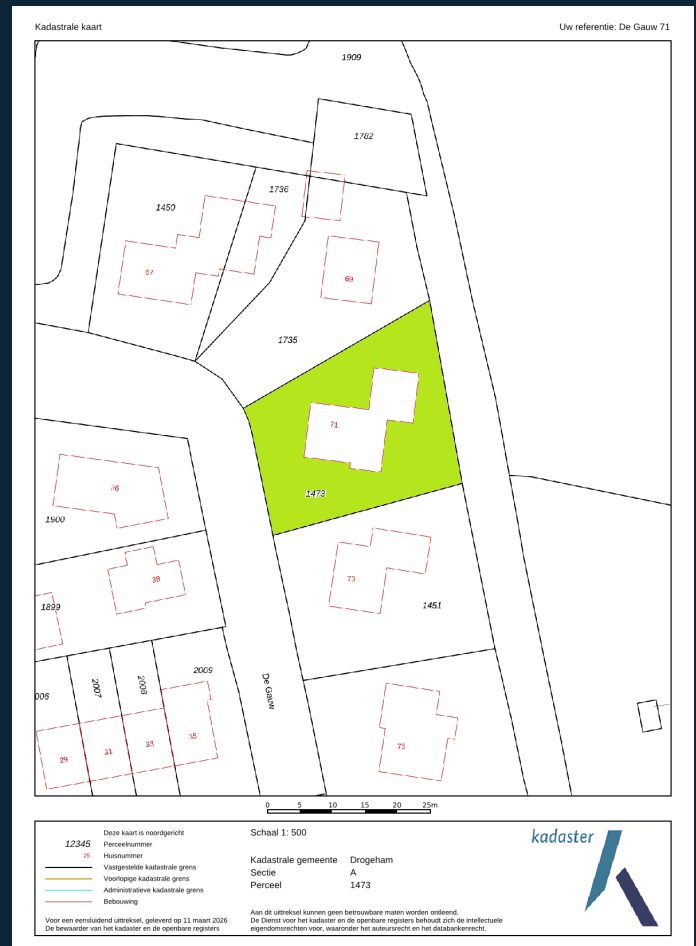 Kadastrale kaart
Uw referentie: De Gauw 71
1909
1782
1736
1450
57
69
1735
71
1473
36
1900
73
38
1899
1451
2009
006
2007
2008
De Gauw
35
33
31
29
75
0 5 10 15 20 25m
Deze kaart is noordgericht
12345 Perceelnummer
25 Huisnummer
Vastgestelde kadastrale grens
Voorlopige kadastrale grens
Administratieve kadastrale grens
Bebouwing
Voor een eensluidend uittreksel, geleverd op 11 maart 2026
De bewaarder van het kadaster en de openbare registers
Schaal 1: 500
Kadastrale gemeente Drogeham
Sectie A
Perceel 1473
Aan dit uittreksel kunnen geen betrouwbare maten worden ontleend.
De Dienst voor het kadaster en de openbare registers behoudt zich de intellectuele
eigendomsrechten voor, waaronder het auteursrecht en het databankenrecht.
kadaster